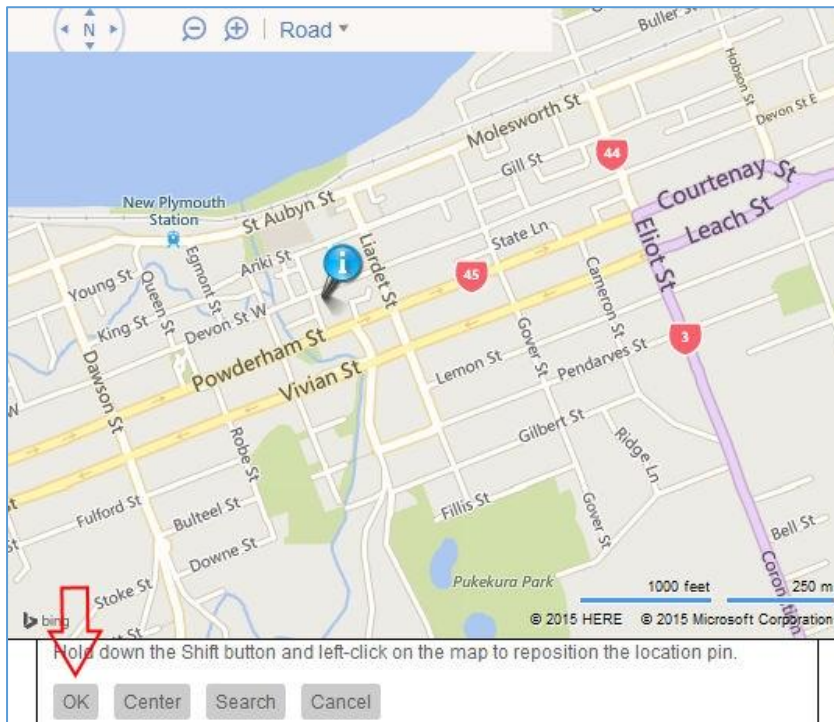 N
Road
Buller St
Hobson St
Devon St E
Molesworth St
44
Gill St
Courtenay St
New Plymouth
Station
St Aubyn St
Leach St
Egmont St
Ariki St
Liardet St
State Ln
Eliot St
Young St
Queen St
45
Cameron St
King St
Devon St W
3
Dawson St
Powderham St
Gover St
Vivian St
Lemon St
Pendarves St
W
Robe St
Gilbert St
Ridge Ln
st
Fulford St
Bulteel St
Fillis St
Gover St
Bell St
St
Downe St
Stoke St
Pukekura Park
1000 feet
250 m
bing
© 2015 HERE
© 2015 Microsoft Corporation
Hold down the Shift button and left-click on the map to reposition the location pin.
OK
Center
Search
Cancel